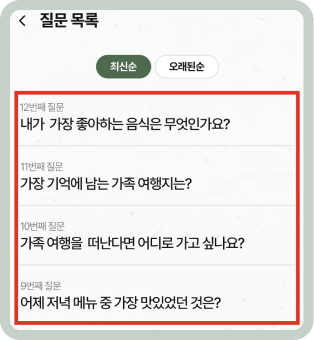 질문 목록
최신순 오래된순
12번째 질문
내가 가장 좋아하는 음식은 무엇인가요?
11번째 질문
가장 기억에 남는 가족 여행지는?
10번째 질문
가족 여행을 떠난다면 어디로 가고 싶나요?
9번째 질문
어제 저녁 메뉴 중 가장 맛있었던 것은?